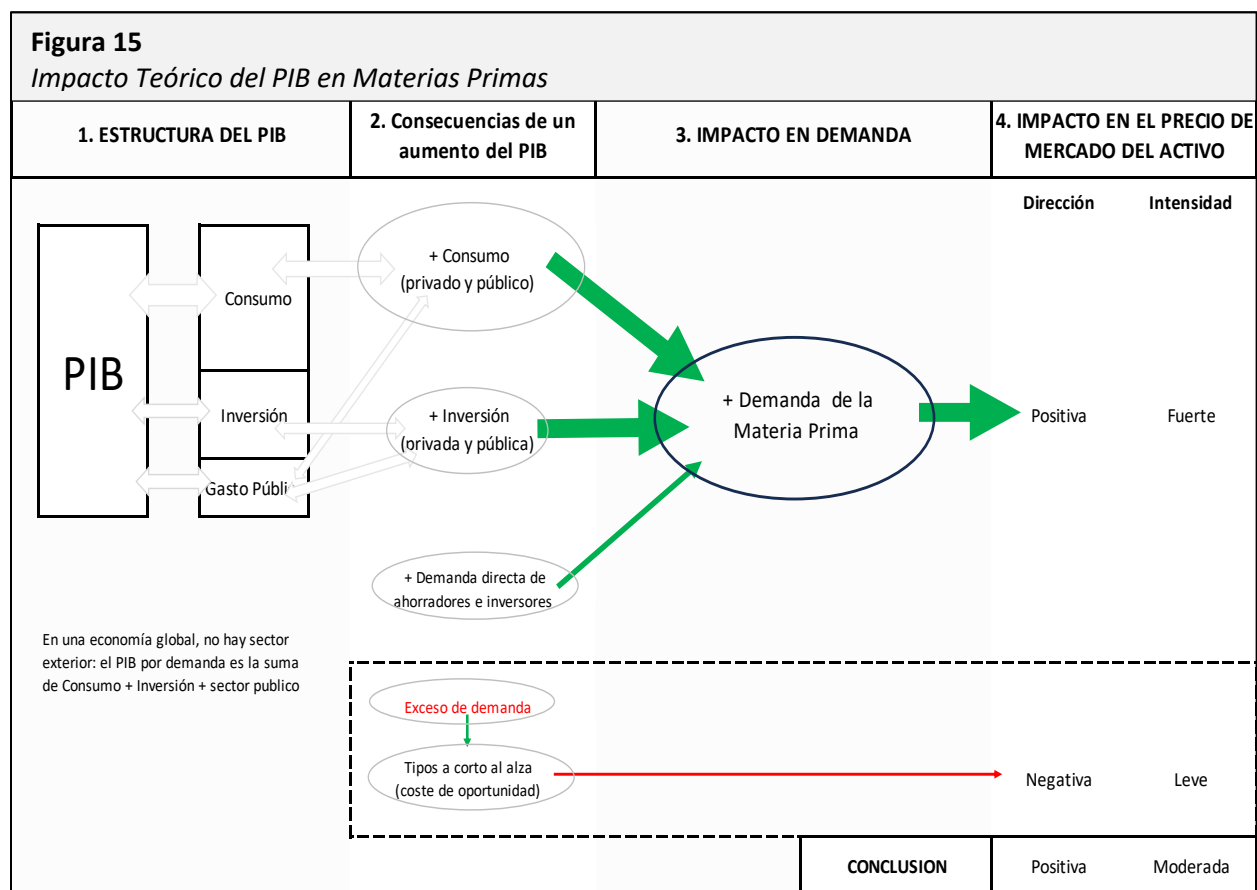 Figura 15
Impacto Teórico del PIB en Materias Primas
1. ESTRUCTURA DEL PIB
2. Consecuencias de un
aumento del PIB
3. IMPACTO EN DEMANDA
4. IMPACTO EN EL PRECIO DE
MERCADO DEL ACTIVO
Dirección
Intensidad
PIB
Consumo
Inversión
Gasto Públi
+ Consumo
(privado y público)
+ Inversión
(privada y pública)
+ Demanda directa de
ahorradores e inversores
+ Demanda de la
Materia Prima
Positiva
Fuerte
En una economía global, no hay sector
exterior: el PIB por demanda es la suma
de Consumo + Inversión + sector publico
Exceso de demanda
Tipos a corto al alza
(coste de oportunidad)
Negativa
Leve
CONCLUSION
Positiva
Moderada